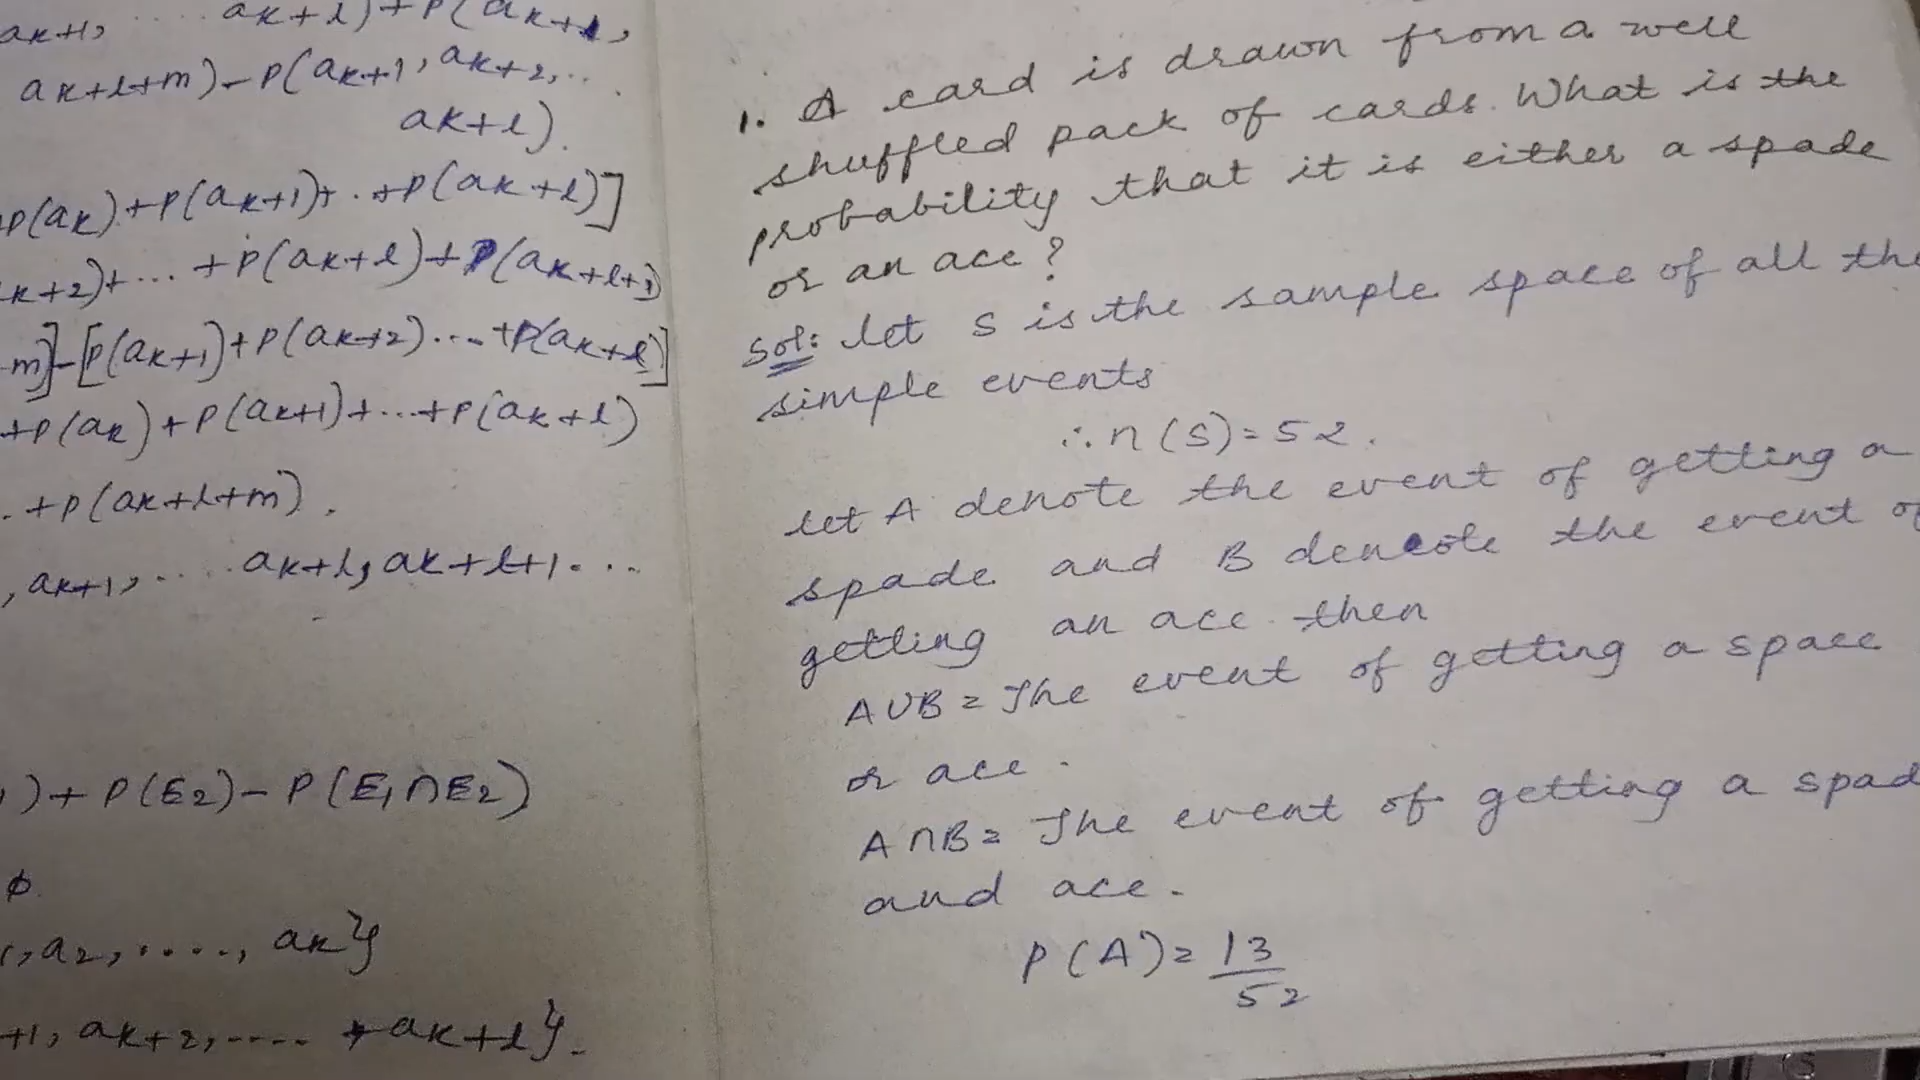 ak+1, .... ak+l)+P(ak+l,
ak+l+m)-P(ak+1, ak+2,..
ak+l).
+P(ak)+P(ak+1)+..+P(ak+l)]
k+2)+...+P(ak+l)+P(ak+l+1)
m]-[P(ak+1)+P(ak+2)...+P(ak+l)]
+P(ak)+P(ak+1)+...+P(ak+l)
.+P(ak+l+m).
, ak+1,.... ak+l, ak+l+1...
)+P(E2)-P(E1∩E2)
φ.
, a2, ...., ak}
+1, ak+2, .... ak+l}.
1. A card is drawn from a well
shuffled pack of cards. What is the
probability that it is either a spade
or an ace?
Sol: let S is the sample space of all the
simple events
∴ n(S)=52.
let A denote the event of getting a
spade and B denote the event of
getting an ace then
A∪B = The event of getting a space
or ace.
A∩B = The event of getting a spad
and ace.
P(A) = 13/52